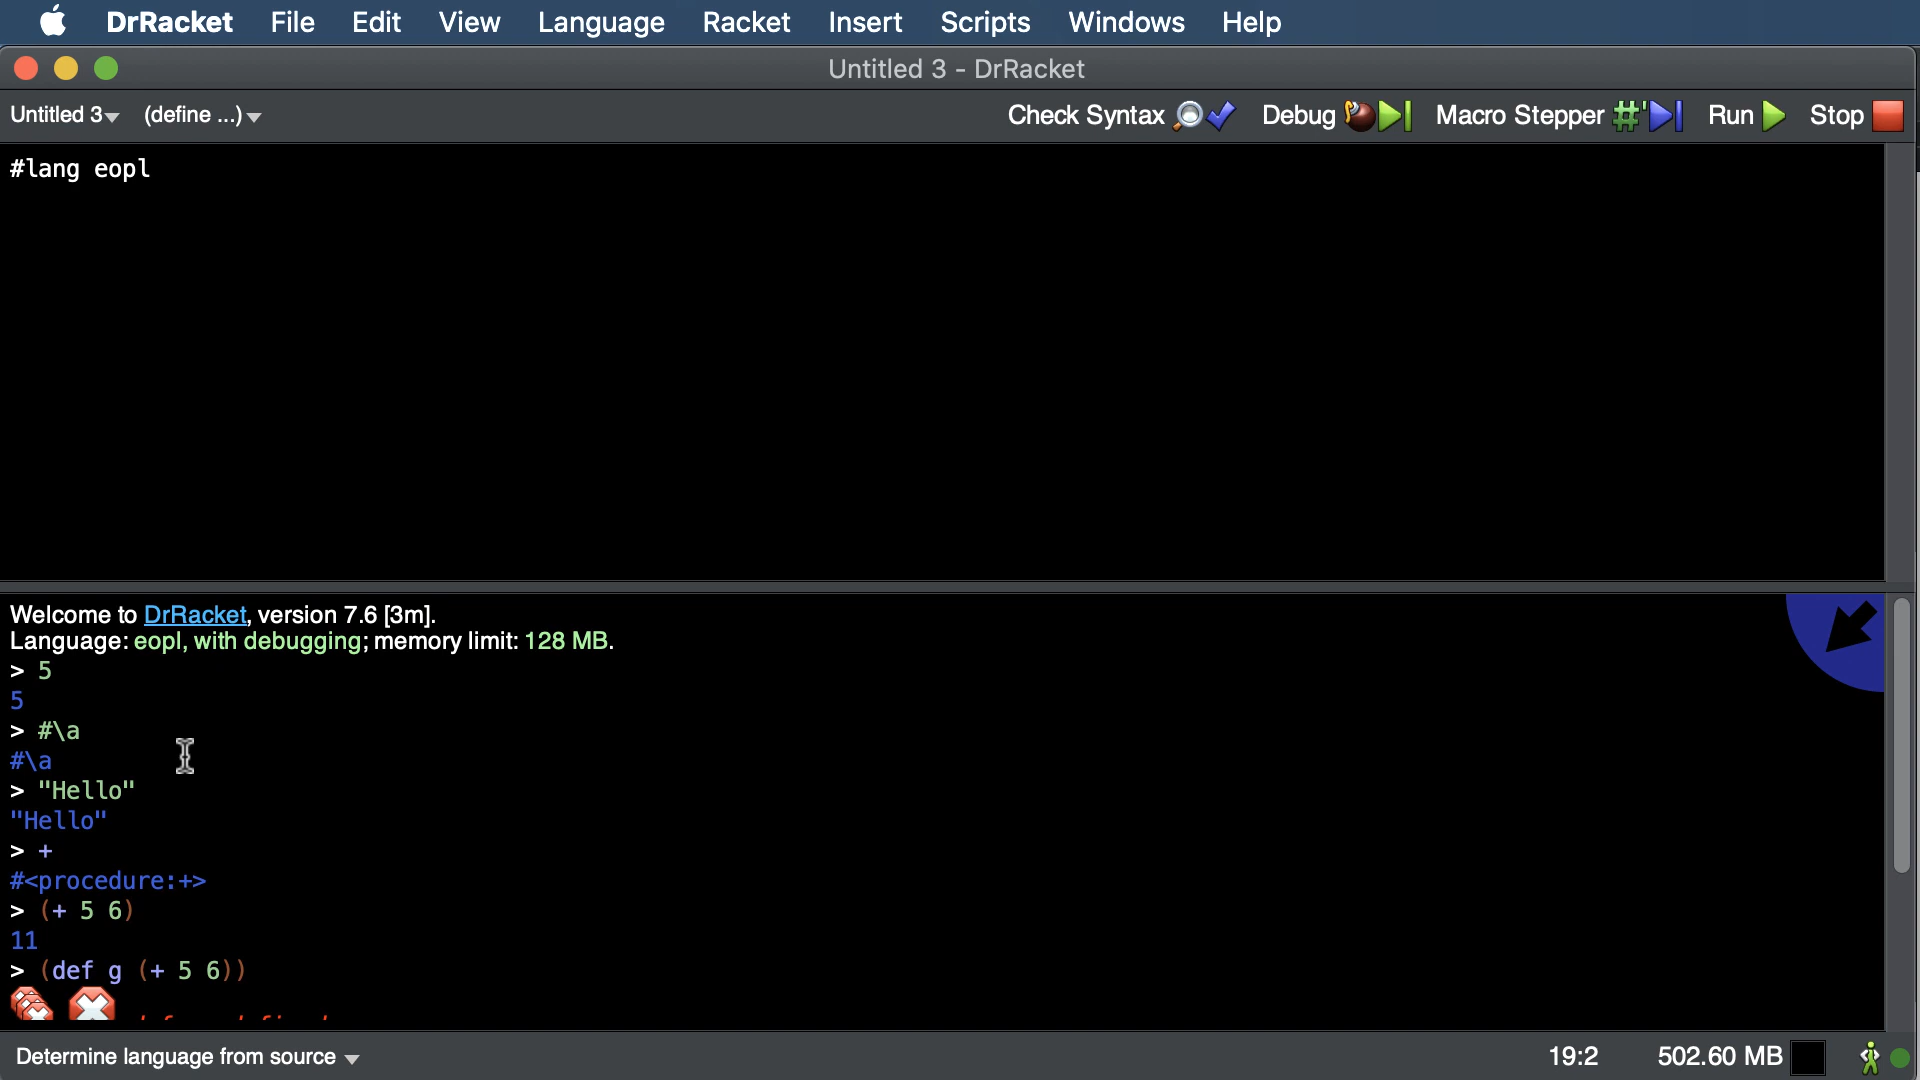 DrRacket File Edit View Language Racket Insert Scripts Windows Help
Untitled 3 - DrRacket
Untitled 3 (define ...) Check Syntax Debug Macro Stepper #' Run Stop
#lang eopl
Welcome to DrRacket, version 7.6 [3m].
Language: eopl, with debugging; memory limit: 128 MB.
> 5
5
> #\a
#\a
> "Hello"
"Hello"
> +
#<procedure:+>
> (+ 5 6)
11
> (def g (+ 5 6))
Determine language from source 19:2 502.60 MB